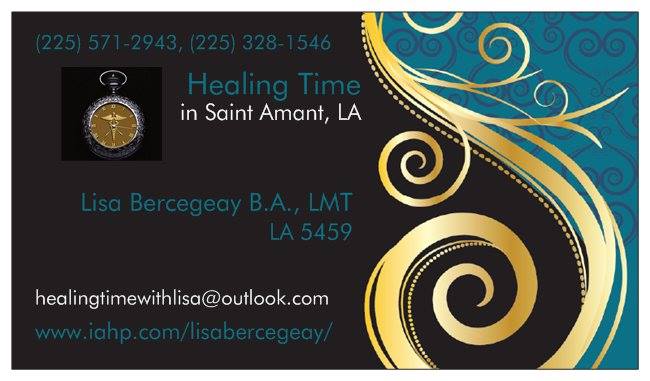 (225) 571-2943, (225) 328-1546
Healing Time
in Saint Amant, LA
Lisa Bercegeay B.A., LMT
LA 5459
healingtimewithlisa@outlook.com
www.iahp.com/lisabercegeay/